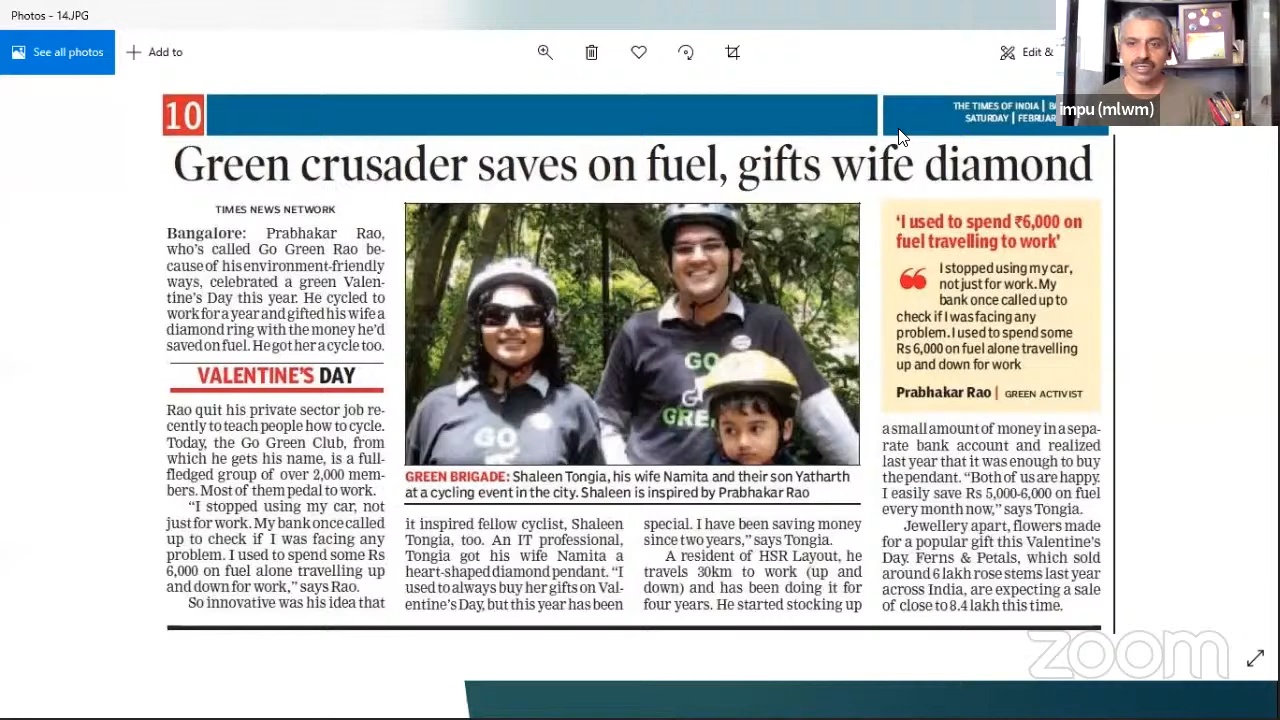 Photos - 14.JPG
See all photos
Add to
Edit &
impu (mlwm)
10
THE TIMES OF INDIA |
SATURDAY |
Green crusader saves on fuel, gifts wife diamond
TIMES NEWS NETWORK
Bangalore: Prabhakar Rao,
who's called Go Green Rao be-
cause of his environment-friendly
ways, celebrated a green Valen-
tine's Day this year. He cycled to
work for a year and gifted his wife a
diamond ring with the money he'd
saved on fuel. He got her a cycle too.
VALENTINE'S DAY
Rao quit his private sector job re-
cently to teach people how to cycle.
Today, the Go Green Club, from
which he gets his name, is a full-
fledged group of over 2,000 mem-
bers. Most of them pedal to work.
"I stopped using my car, not
just for work. My bank once called
up to check if I was facing any
problem. I used to spend some Rs
6,000 on fuel alone travelling up
and down for work," says Rao.
So innovative was his idea that
GO
GO
GRE
GREEN BRIGADE: Shaleen Tongia, his wife Namita and their son Yatharth
at a cycling event in the city. Shaleen is inspired by Prabhakar Rao
it inspired fellow cyclist, Shaleen
Tongia, too. An IT professional,
Tongia got his wife Namita a
heart-shaped diamond pendant. "I
used to always buy her gifts on Val-
entine's Day, but this year has been
special. I have been saving money
since two years," says Tongia.
A resident of HSR Layout, he
travels 30km to work (up and
down) and has been doing it for
four years. He started stocking up
'I used to spend ₹6,000 on
fuel travelling to work'
I stopped using my car,
not just for work. My
bank once called up to
check if I was facing any
problem. I used to spend some
Rs 6,000 on fuel alone travelling
up and down for work
Prabhakar Rao | GREEN ACTIVIST
a small amount of money in a sepa-
rate bank account and realized
last year that it was enough to buy
the pendant. "Both of us are happy.
I easily save Rs 5,000-6,000 on fuel
every month now," says Tongia.
Jewellery apart, flowers made
for a popular gift this Valentine's
Day. Ferns & Petals, which sold
around 6 lakh rose stems last year
across India, are expecting a sale
of close to 8.4 lakh this time.
zoom